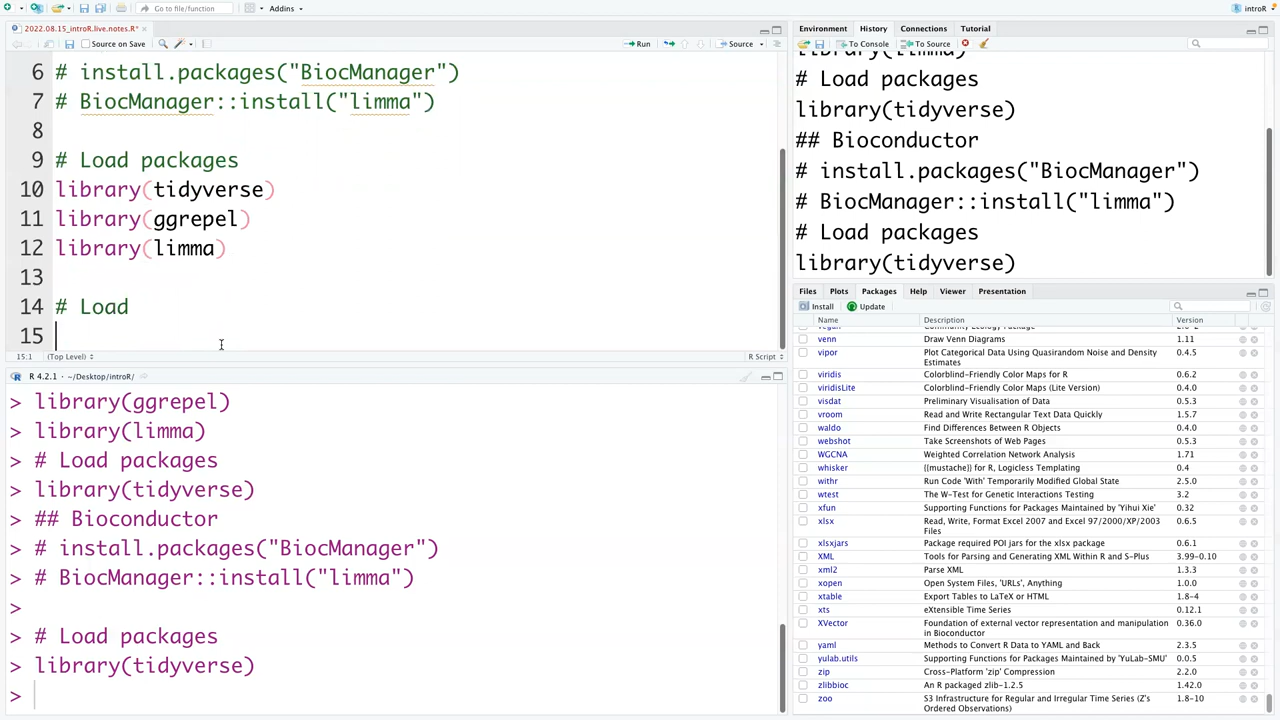 Go to file/function
Addins
introR
2022.08.15_introR.live.notes.R*
Source on Save
Run
Source
6 # install.packages("BiocManager")
7 # BiocManager::install("limma")
8
9 # Load packages
10 library(tidyverse)
11 library(ggrepel)
12 library(limma)
13
14 # Load
15
15:1 (Top Level) R Script
R 4.2.1 · ~/Desktop/introR/
> library(ggrepel)
> library(limma)
> # Load packages
> library(tidyverse)
> ## Bioconductor
> # install.packages("BiocManager")
> # BiocManager::install("limma")
>
> # Load packages
> library(tidyverse)
>
Environment History Connections Tutorial
To Console To Source
library(limma)
# Load packages
library(tidyverse)
## Bioconductor
# install.packages("BiocManager")
# BiocManager::install("limma")
# Load packages
library(tidyverse)
Files Plots Packages Help Viewer Presentation
Install Update
Name Description Version
vegan Community Ecology Package 2.6-2
venn Draw Venn Diagrams 1.11
vipor Plot Categorical Data Using Quasirandom Noise and Density 0.4.5
Estimates
viridis Colorblind-Friendly Color Maps for R 0.6.2
viridisLite Colorblind-Friendly Color Maps (Lite Version) 0.4.0
visdat Preliminary Visualisation of Data 0.5.3
vroom Read and Write Rectangular Text Data Quickly 1.5.7
waldo Find Differences Between R Objects 0.4.0
webshot Take Screenshots of Web Pages 0.5.3
WGCNA Weighted Correlation Network Analysis 1.71
whisker {{mustache}} for R, Logicless Templating 0.4
withr Run Code 'With' Temporarily Modified Global State 2.5.0
wtest The W-Test for Genetic Interactions Testing 3.2
xfun Supporting Functions for Packages Maintained by 'Yihui Xie' 0.32
xlsx Read, Write, Format Excel 2007 and Excel 97/2000/XP/2003 0.6.5
Files
xlsxjars Package required POI jars for the xlsx package 0.6.1
XML Tools for Parsing and Generating XML Within R and S-Plus 3.99-0.10
xml2 Parse XML 1.3.3
xopen Open System Files, 'URLs', Anything 1.0.0
xtable Export Tables to LaTeX or HTML 1.8-4
xts eXtensible Time Series 0.12.1
XVector Foundation of external vector representation and manipulation 0.36.0
in Bioconductor
yaml Methods to Convert R Data to YAML and Back 2.3.5
yulab.utils Supporting Functions for Packages Maintained by 'YuLab-SMU' 0.0.5
zip Cross-Platform 'zip' Compression 2.2.0
zlibbioc An R packaged zlib-1.2.5 1.42.0
zoo S3 Infrastructure for Regular and Irregular Time Series (Z's 1.8-10
Ordered Observations)